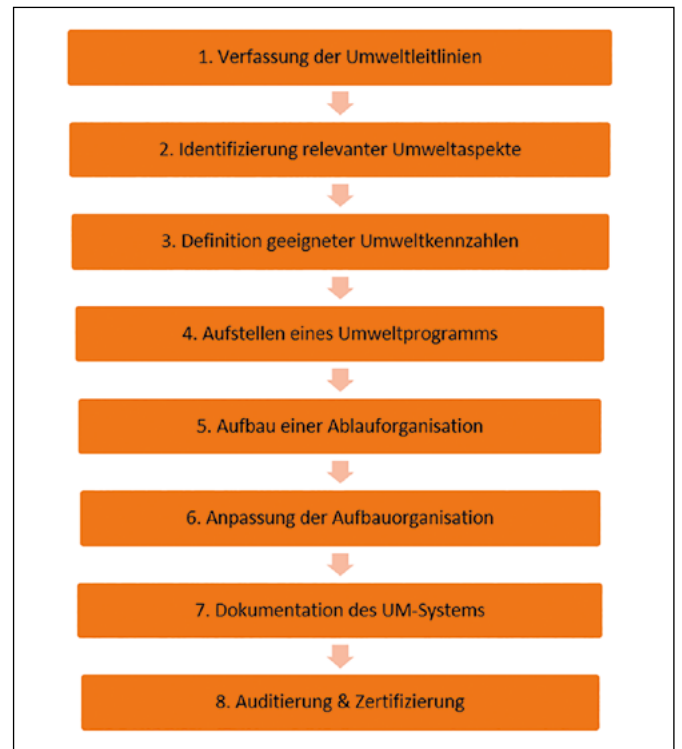 1. Verfassung der Umweltleitlinien
2. Identifizierung relevanter Umweltaspekte
3. Definition geeigneter Umweltkennzahlen
4. Aufstellen eines Umweltprogramms
5. Aufbau einer Ablauforganisation
6. Anpassung der Aufbauorganisation
7. Dokumentation des UM-Systems
8. Auditierung & Zertifizierung